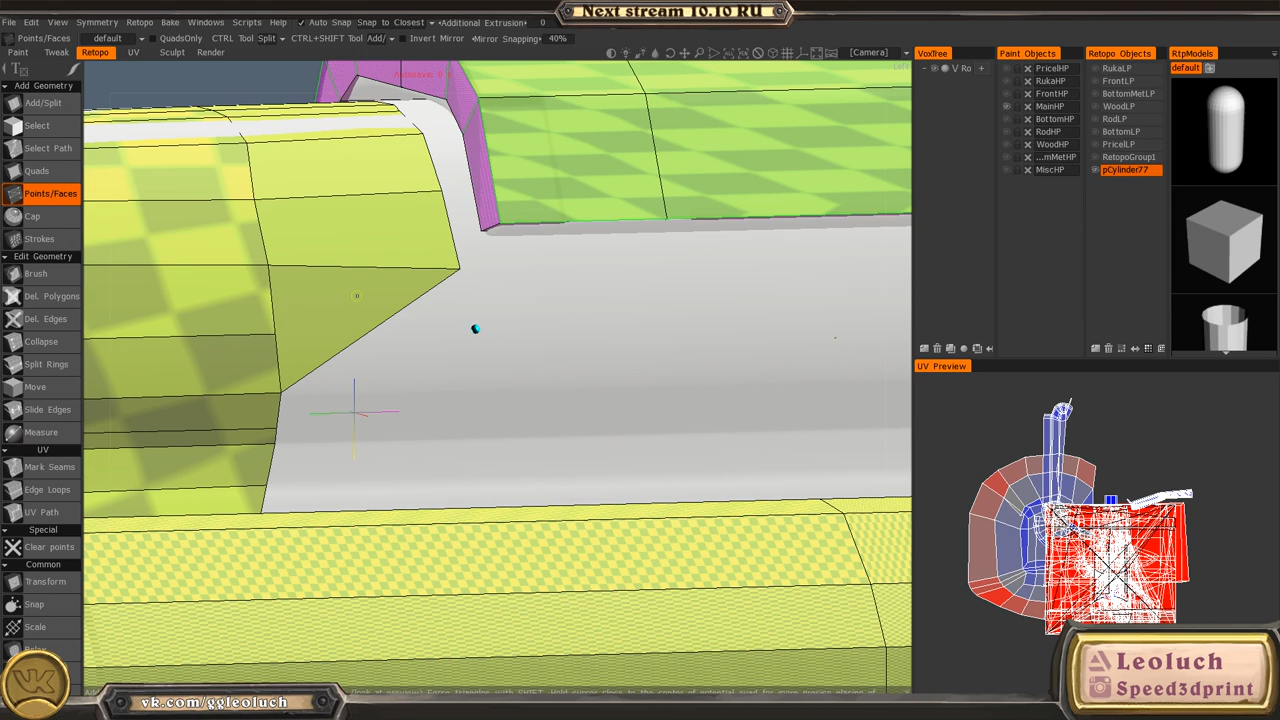 Next stream 10.10 RU
File Edit View Symmetry Retopo Bake Windows Scripts Help Auto Snap Snap to Closest Additional Extrusion 0
Points/Faces default QuadsOnly CTRL Tool Split CTRL+SHIFT Tool Add/ Invert Mirror Mirror Snapping 40%
Paint Tweak Retopo UV Sculpt Render [Camera]
VoxTree Paint Objects Retopo Objects RtpModels
V Ro + PricelHP RukaLP default
RukaHP FrontLP
FrontHP BottomMetLP
MainHP WoodLP
BottomHP RodLP
RodHP BottomLP
WoodHP PricelLP
...mMetHP RetopoGroup1
MiscHP pCylinder77
Left
Add Geometry
Add/Split
Select
Select Path
Quads
Points/Faces
Cap
Strokes
Edit Geometry
Brush
Del. Polygons
Del. Edges
Collapse
Split Rings
Move
Slide Edges
Measure
UV
Mark Seams
Edge Loops
UV Path
Special
Clear points
Common
Transform
Snap
Scale
UV Preview
VK
vk.com/ggleoluch
Leoluch
Speed3dprint